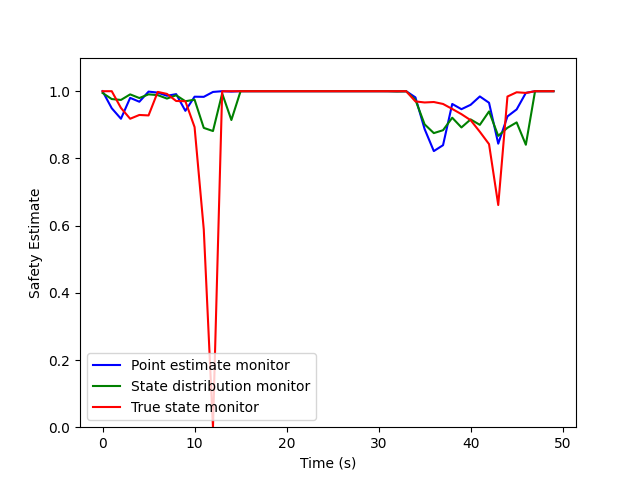 1.0
0.8
0.6
0.4
0.2
0.0
Safety Estimate
Point estimate monitor
State distribution monitor
True state monitor
0 10 20 30 40 50
Time (s)